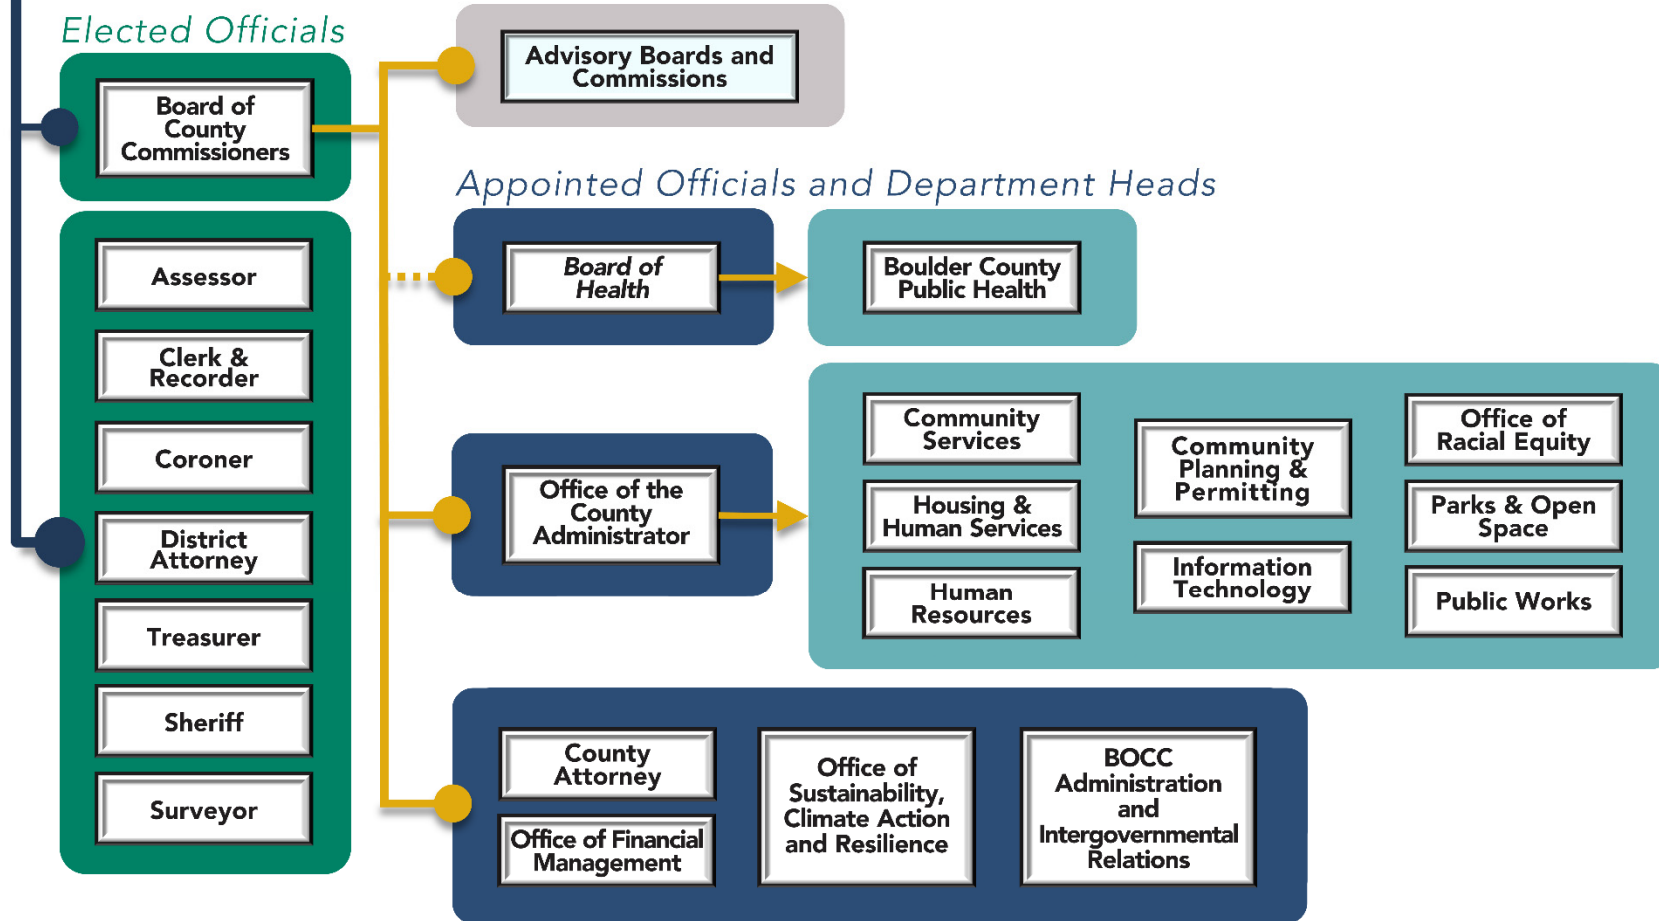 Elected Officials
Board of
County
Commissioners
Assessor
Clerk &
Recorder
Coroner
District
Attorney
Treasurer
Sheriff
Surveyor
Advisory Boards and
Commissions
Appointed Officials and Department Heads
Board of
Health
Boulder County
Public Health
Office of the
County
Administrator
Community
Services
Housing &
Human Services
Human
Resources
Community
Planning &
Permitting
Information
Technology
Office of
Racial Equity
Parks & Open
Space
Public Works
County
Attorney
Office of Financial
Management
Office of
Sustainability,
Climate Action
and Resilience
BOCC
Administration
and
Intergovernmental
Relations